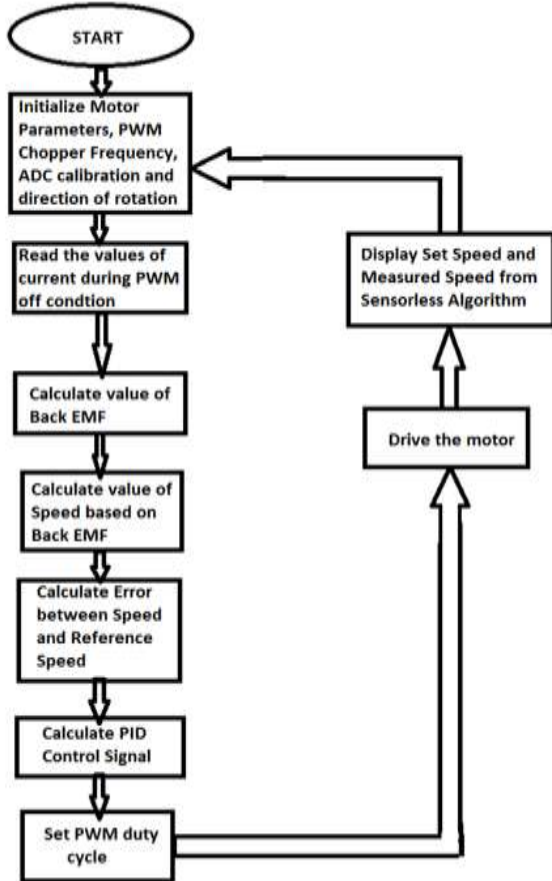 START
Initialize Motor
Parameters, PWM
Chopper Frequency,
ADC calibration and
direction of rotation
Read the values of
current during PWM
off condtion
Calculate value of
Back EMF
Calculate value of
Speed based on
Back EMF
Calculate Error
between Speed
and Reference
Speed
Calculate PID
Control Signal
Set PWM duty
cycle
Drive the motor
Display Set Speed and
Measured Speed from
Sensorless Algorithm